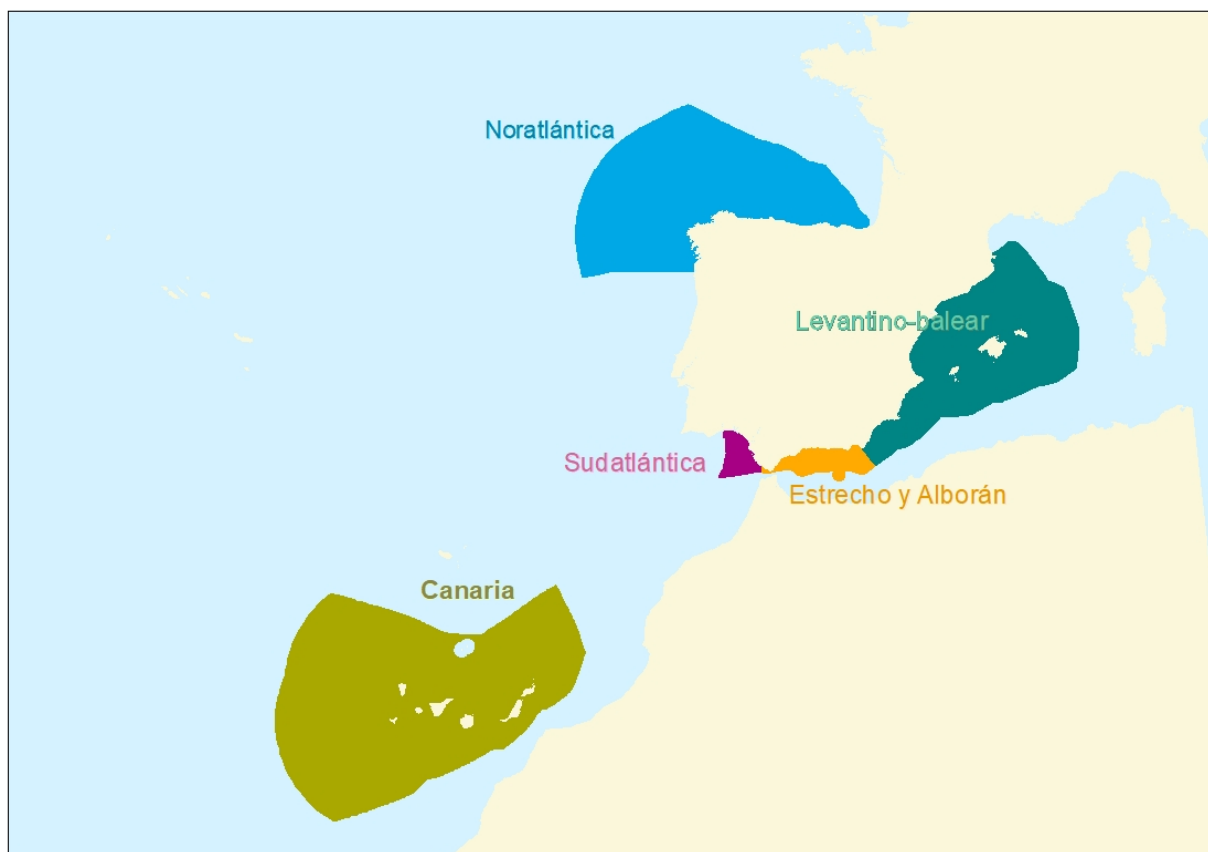 Noratlántica
Levantino-balear
Sudatlántica
Estrecho y Alborán
Canaria